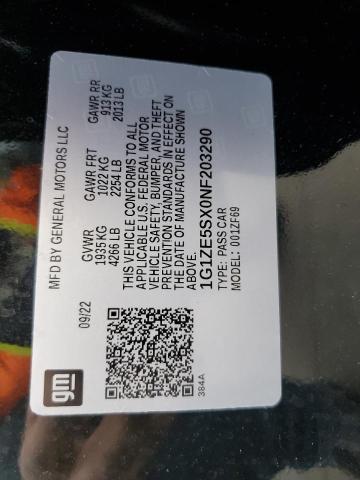 gm
09/22
MFD BY GENERAL MOTORS LLC
GVWR GAWR FRT GAWR RR
1935 KG 1022 KG 913 KG
4266 LB 2254 LB 2013 LB
THIS VEHICLE CONFORMS TO ALL
APPLICABLE U.S. FEDERAL MOTOR
VEHICLE SAFETY, BUMPER, AND THEFT
PREVENTION STANDARDS IN EFFECT ON
THE DATE OF MANUFACTURE SHOWN
ABOVE.
1G1ZE5SX0NF203290
TYPE: PASS CAR
MODEL: 001ZF69
384A